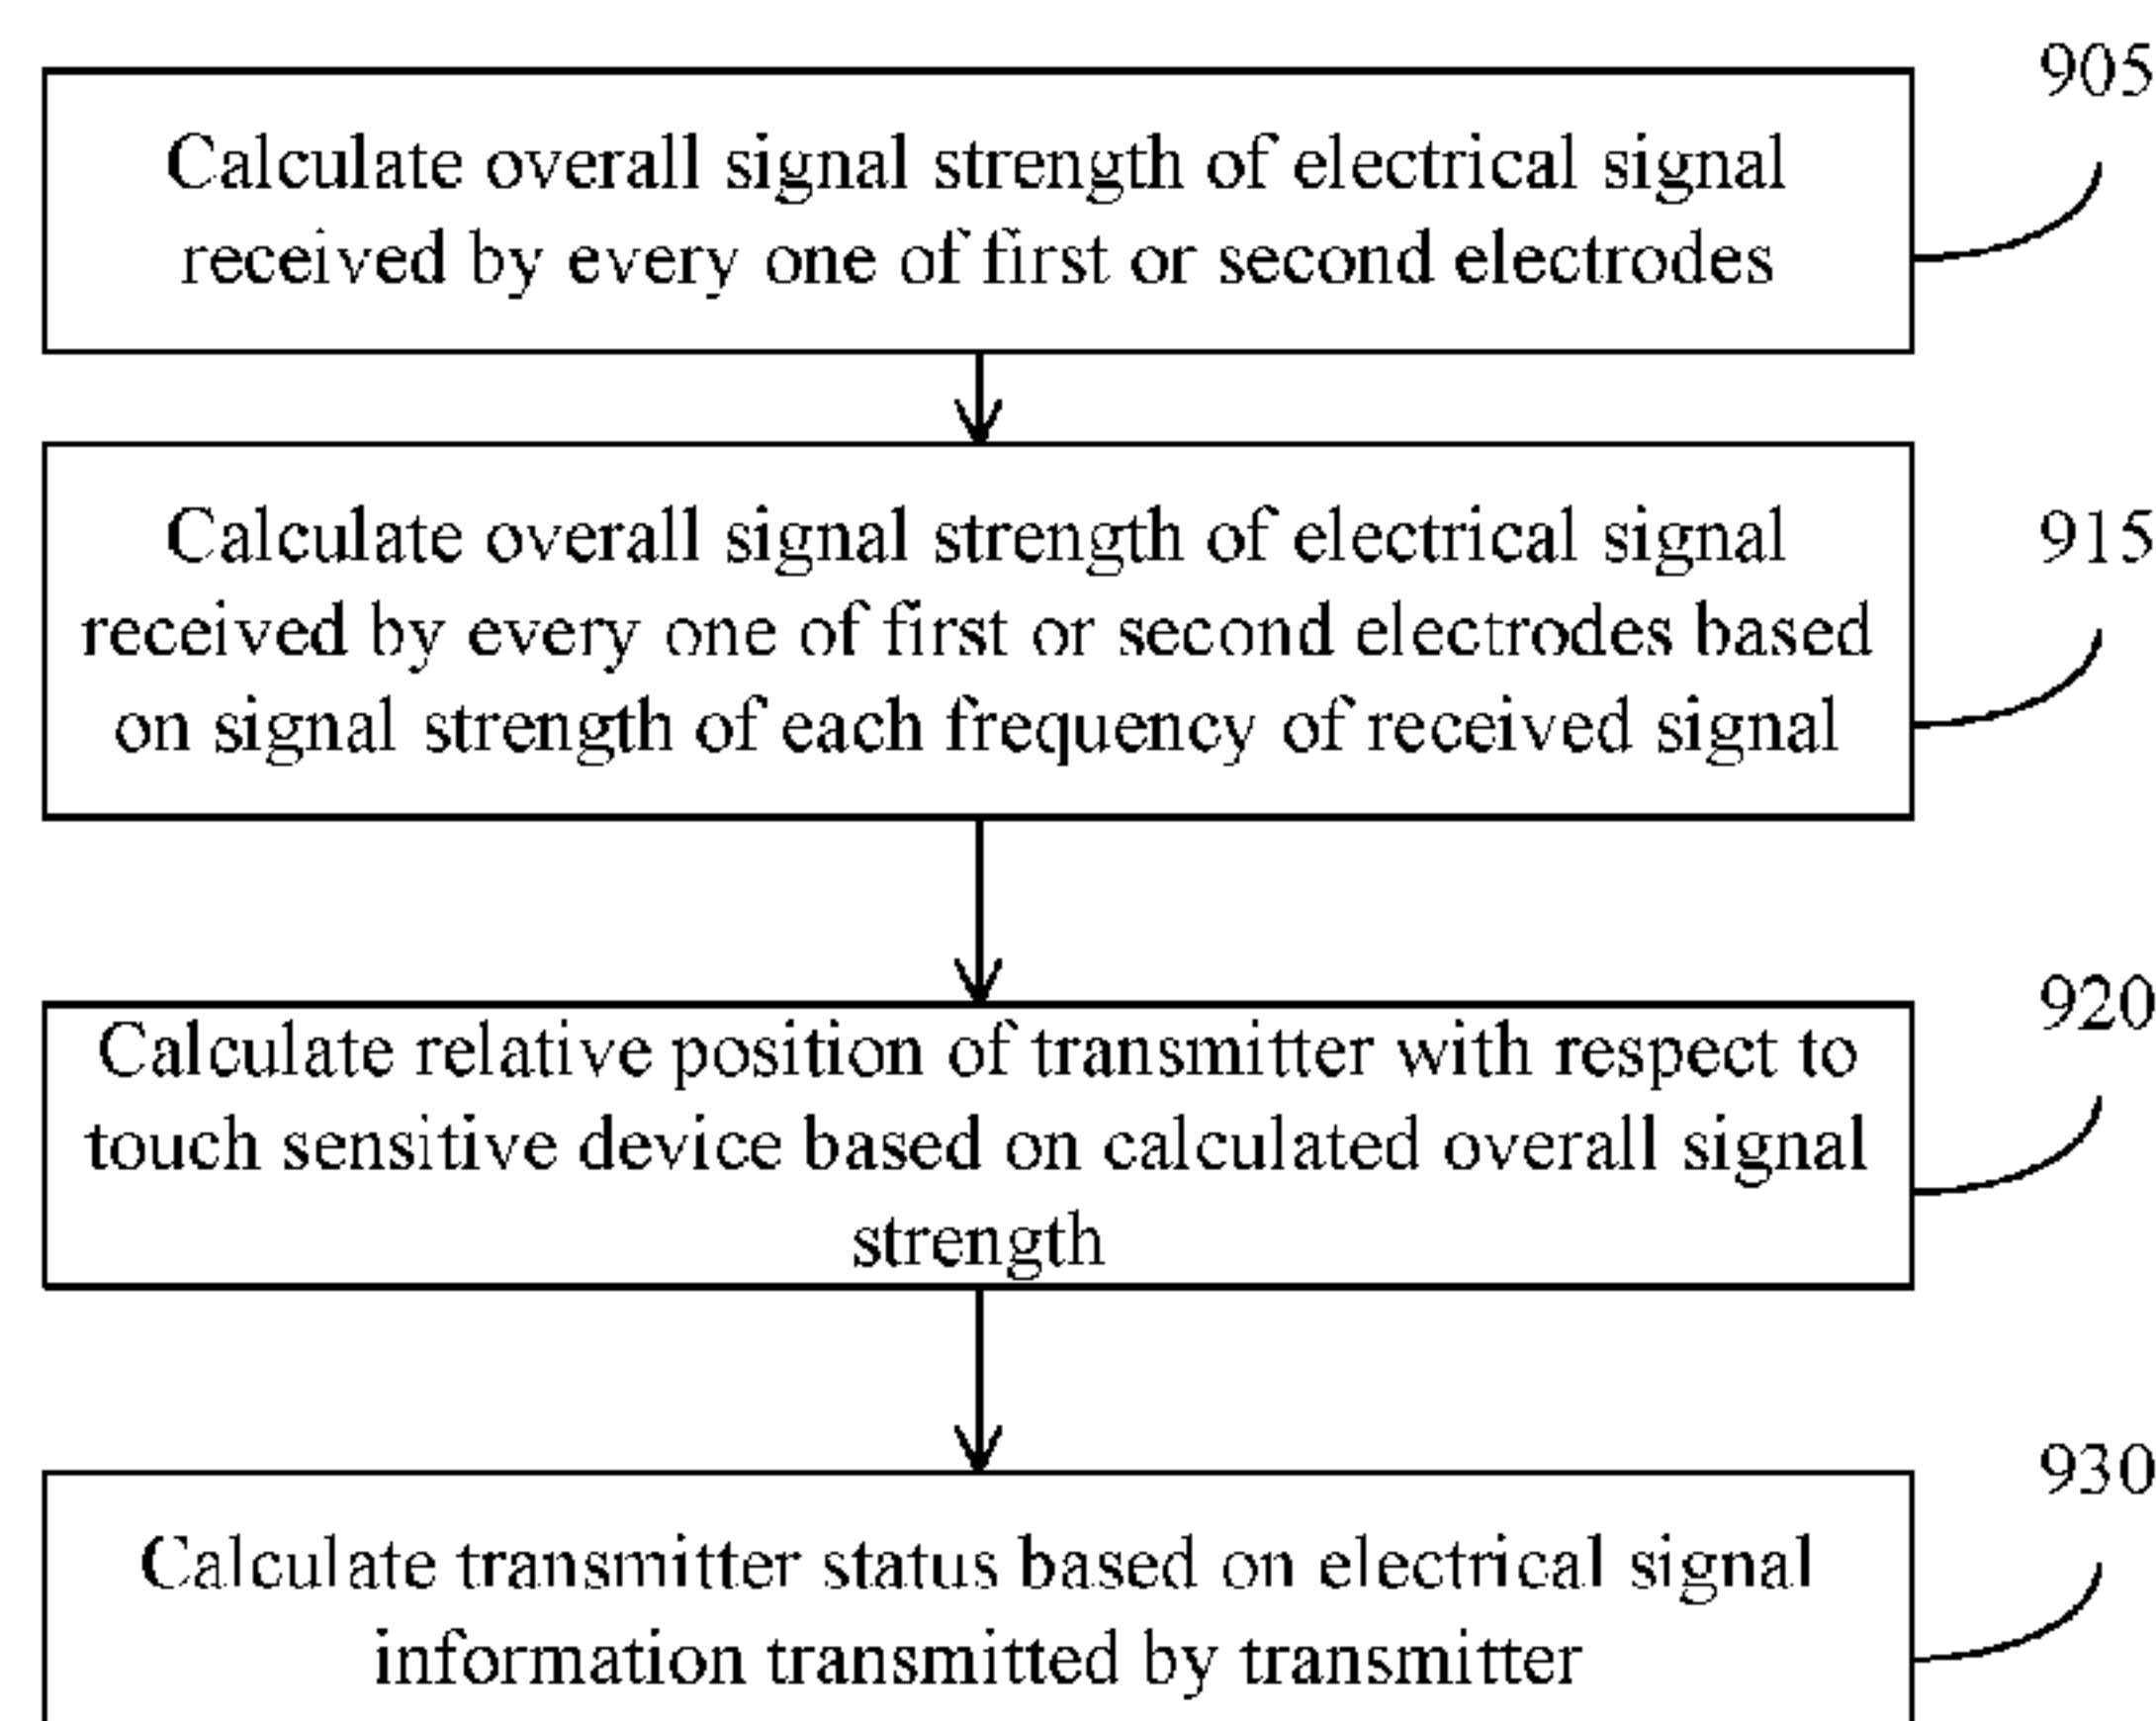 905
Calculate overall signal strength of electrical signal
received by every one of first or second electrodes
Calculate overall signal strength of electrical signal
915
received by every one of first or second electrodes based
on signal strength of each frequency of received signal
920
Calculate relative position of transmitter with respect to
touch sensitive device based on calculated overall signal
strength
930
Calculate transmitter status based on electrical signal
information transmitted by transmitter